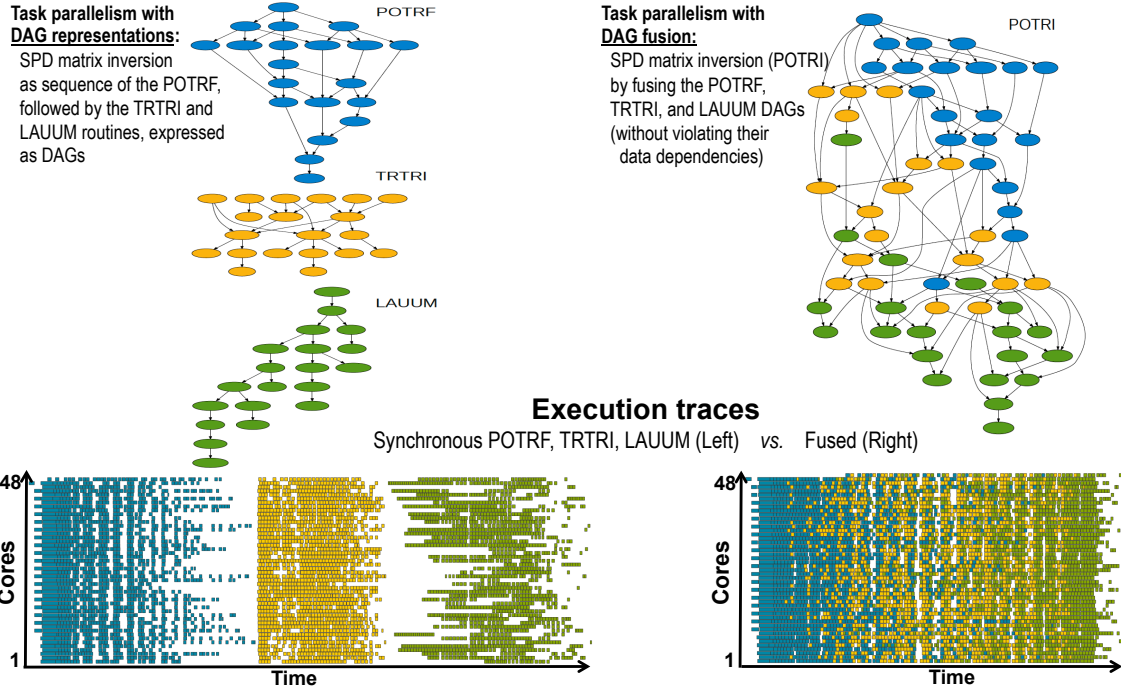 Task parallelism with
DAG representations:
SPD matrix inversion
as sequence of the POTRF,
followed by the TRTRI and
LAUUM routines, expressed
as DAGs
POTRF
TRTRI
LAUUM
Task parallelism with
DAG fusion:
SPD matrix inversion (POTRI)
by fusing the POTRF,
TRTRI, and LAUUM DAGs
(without violating their
data dependencies)
POTRI
Execution traces
Synchronous POTRF, TRTRI, LAUUM (Left) vs. Fused (Right)
48
Cores
1
Time
48
Cores
1
Time